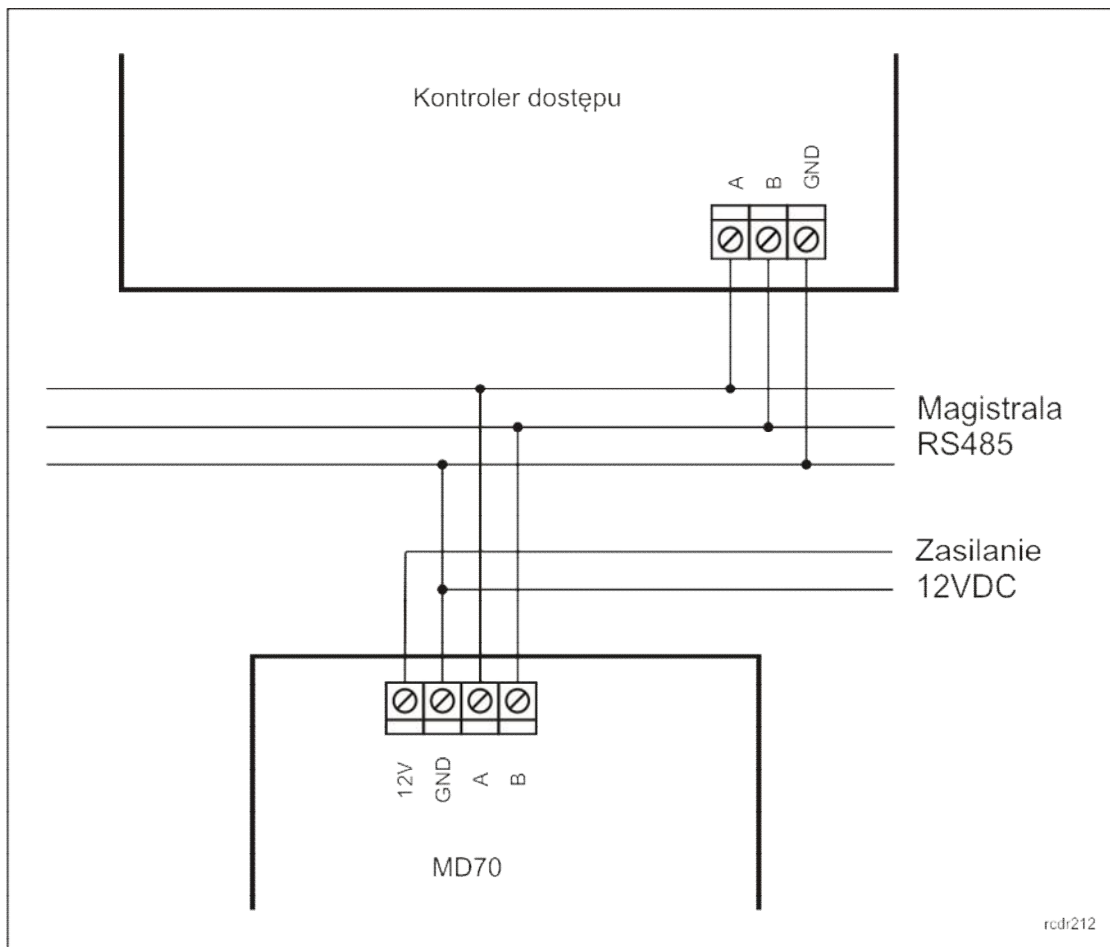 Kontroler dostępu
A
B
GND
Magistrala
RS485
Zasilanie
12VDC
12V
GND
A
B
MD70
rcdr212